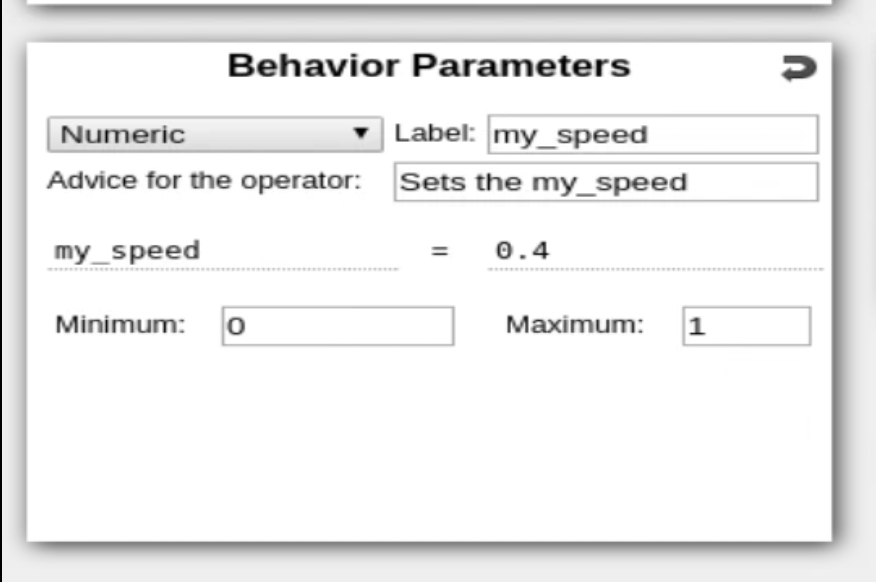 Behavior Parameters
Numeric Label: my_speed
Advice for the operator: Sets the my_speed
my_speed = 0.4
Minimum: 0 Maximum: 1